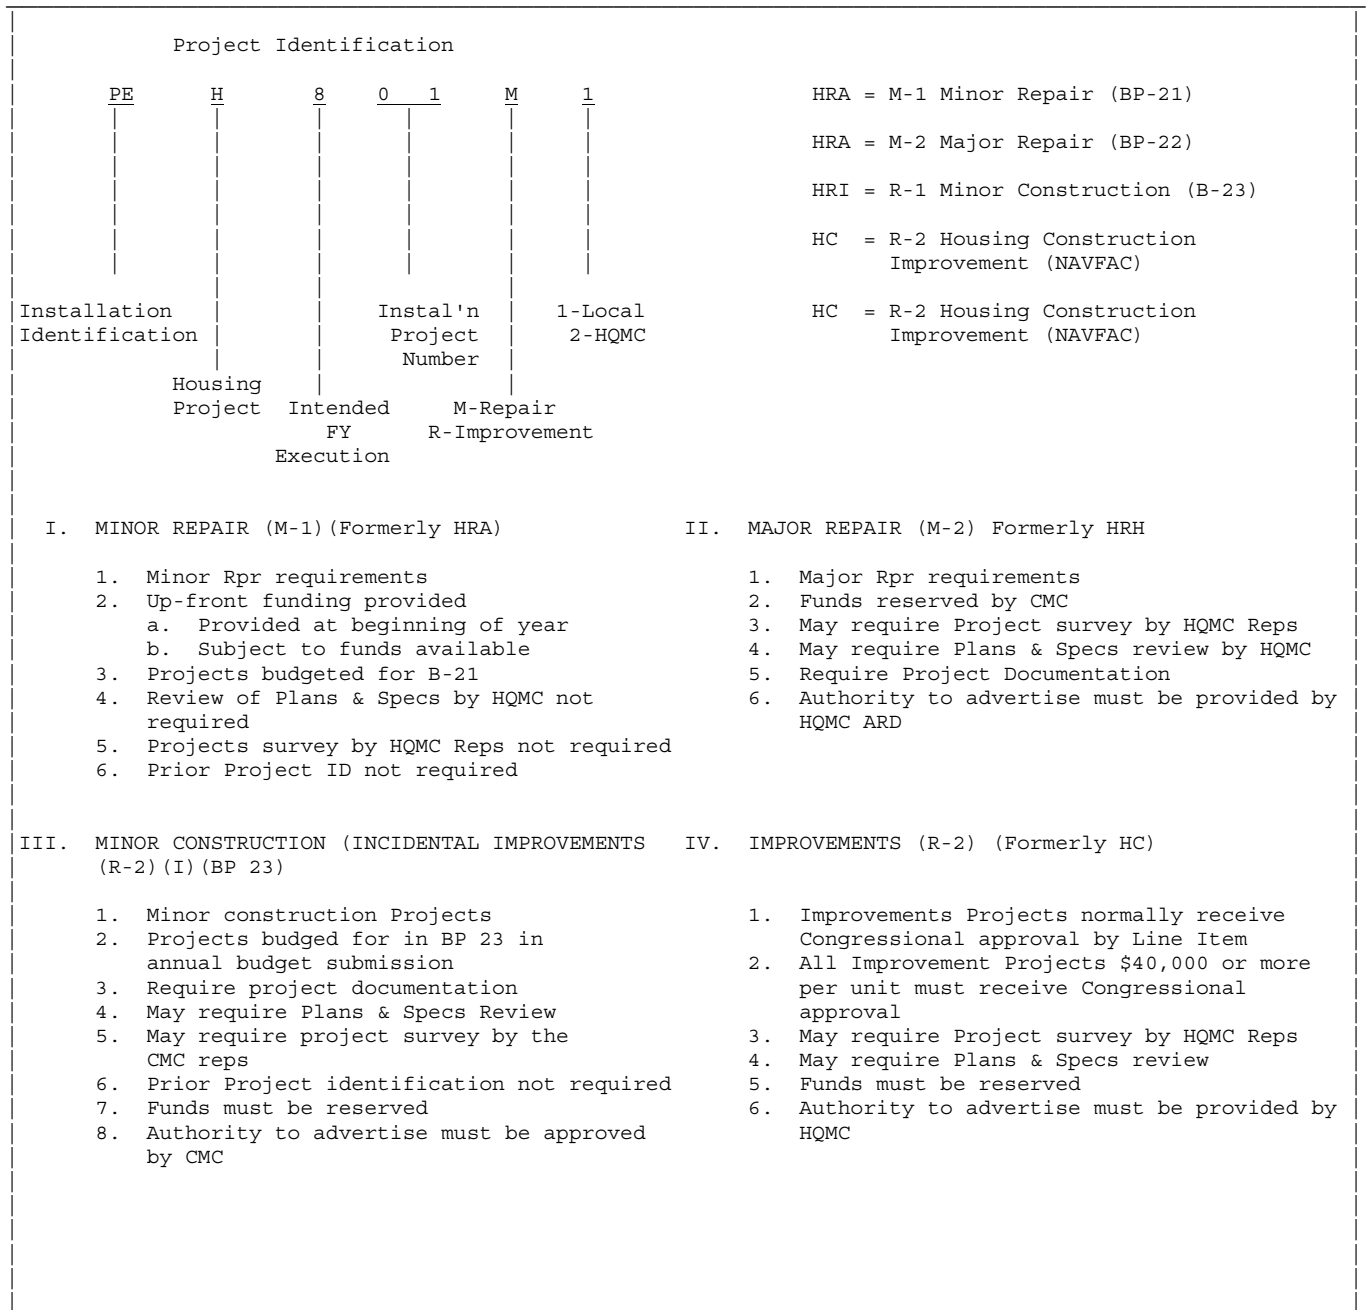 Project Identification
PE H 8 0 1 M 1 HRA = M-1 Minor Repair (BP-21)
HRA = M-2 Major Repair (BP-22)
HRI = R-1 Minor Construction (B-23)
HC = R-2 Housing Construction
Improvement (NAVFAC)
Installation Instal'n 1-Local HC = R-2 Housing Construction
Identification Project 2-HQMC Improvement (NAVFAC)
Number
Housing
Project Intended M-Repair
FY R-Improvement
Execution
I. MINOR REPAIR (M-1)(Formerly HRA)
1. Minor Rpr requirements
2. Up-front funding provided
a. Provided at beginning of year
b. Subject to funds available
3. Projects budgeted for B-21
4. Review of Plans & Specs by HQMC not
required
5. Projects survey by HQMC Reps not required
6. Prior Project ID not required
II. MAJOR REPAIR (M-2) Formerly HRH
1. Major Rpr requirements
2. Funds reserved by CMC
3. May require Project survey by HQMC Reps
4. May require Plans & Specs review by HQMC
5. Require Project Documentation
6. Authority to advertise must be provided by
HQMC ARD
III. MINOR CONSTRUCTION (INCIDENTAL IMPROVEMENTS
(R-2)(I)(BP 23)
1. Minor construction Projects
2. Projects budged for in BP 23 in
annual budget submission
3. Require project documentation
4. May require Plans & Specs Review
5. May require project survey by the
CMC reps
6. Prior Project identification not required
7. Funds must be reserved
8. Authority to advertise must be approved
by CMC
IV. IMPROVEMENTS (R-2) (Formerly HC)
1. Improvements Projects normally receive
Congressional approval by Line Item
2. All Improvement Projects $40,000 or more
per unit must receive Congressional
approval
3. May require Project survey by HQMC Reps
4. May require Plans & Specs review
5. Funds must be reserved
6. Authority to advertise must be provided by
HQMC